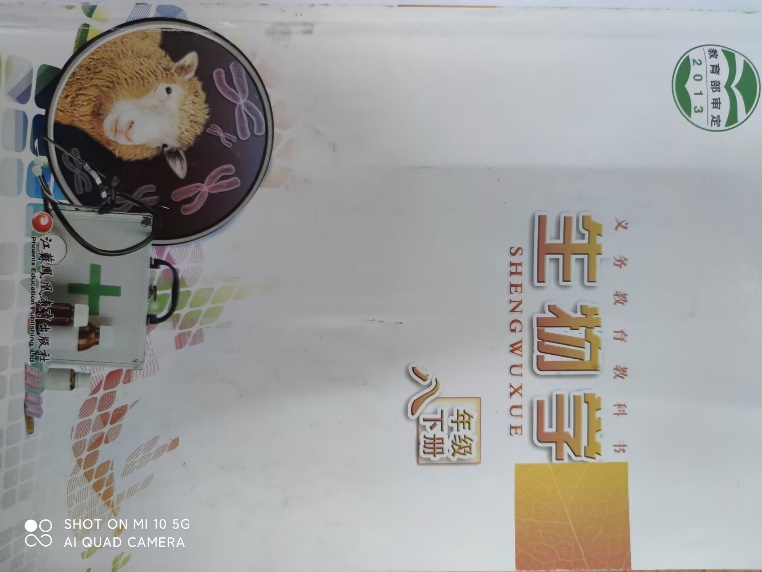 教育部审定
2013
义务教育教科书
生物学
SHENGWUXUE
八年级
下册
江苏凤凰教育出版社
Phoenix Education Publishing, Ltd
SHOT ON MI 10 5G
AI QUAD CAMERA